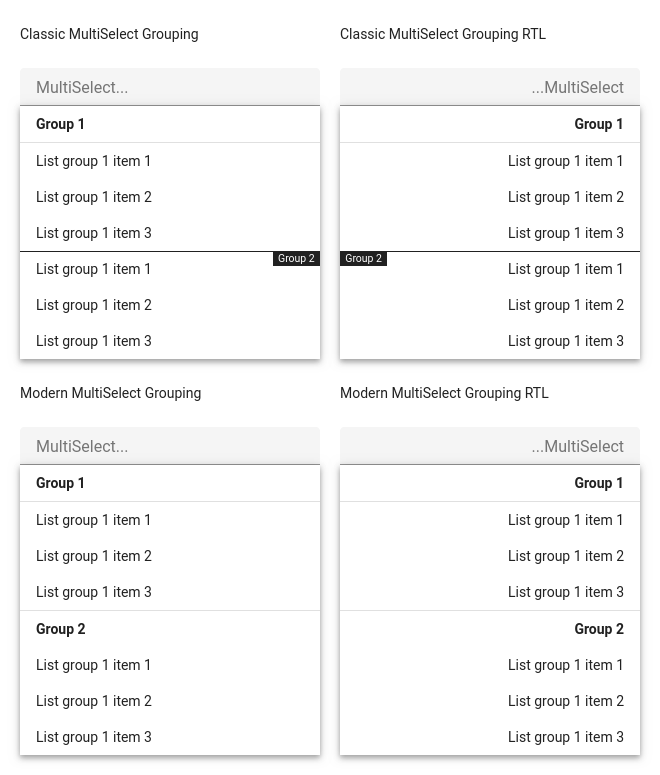 Classic MultiSelect Grouping
MultiSelect...
Group 1
List group 1 item 1
List group 1 item 2
List group 1 item 3
Group 2
List group 1 item 1
List group 1 item 2
List group 1 item 3
Classic MultiSelect Grouping RTL
...MultiSelect
Group 1
List group 1 item 1
List group 1 item 2
List group 1 item 3
Group 2
List group 1 item 1
List group 1 item 2
List group 1 item 3
Modern MultiSelect Grouping
MultiSelect...
Group 1
List group 1 item 1
List group 1 item 2
List group 1 item 3
Group 2
List group 1 item 1
List group 1 item 2
List group 1 item 3
Modern MultiSelect Grouping RTL
...MultiSelect
Group 1
List group 1 item 1
List group 1 item 2
List group 1 item 3
Group 2
List group 1 item 1
List group 1 item 2
List group 1 item 3